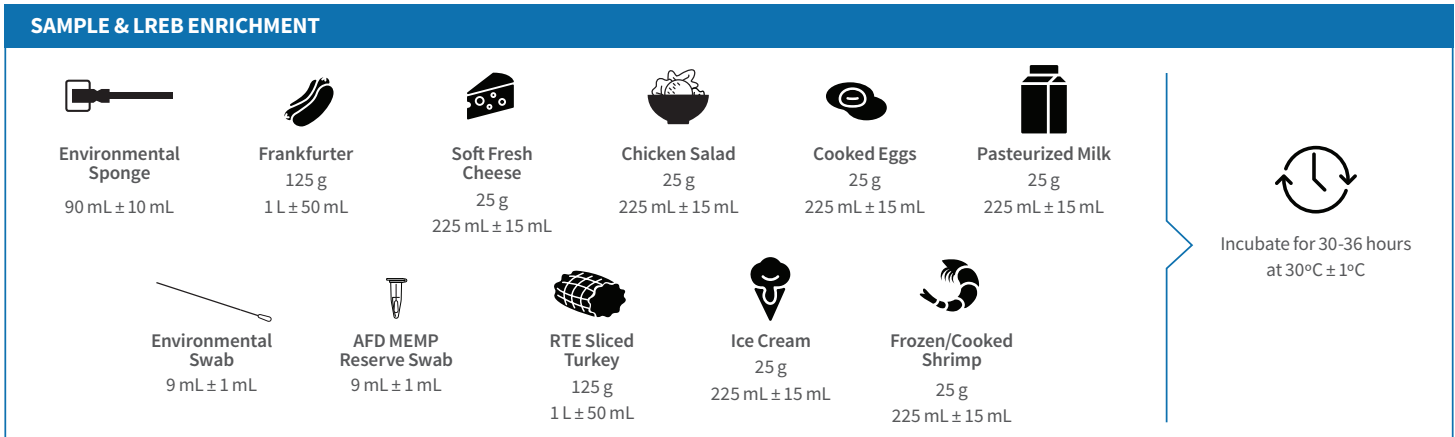 SAMPLE & LREB ENRICHMENT
Environmental
Sponge
90 mL ± 10 mL
Frankfurter
125 g
1 L ± 50 mL
Soft Fresh
Cheese
25 g
225 mL ± 15 mL
Chicken Salad
25 g
225 mL ± 15 mL
Cooked Eggs
25 g
225 mL ± 15 mL
Pasteurized Milk
25 g
225 mL ± 15 mL
Environmental
Swab
9 mL ± 1 mL
AFD MEMP
Reserve Swab
9 mL ± 1 mL
RTE Sliced
Turkey
125 g
1 L ± 50 mL
Ice Cream
25 g
225 mL ± 15 mL
Frozen/Cooked
Shrimp
25 g
225 mL ± 15 mL
Incubate for 30-36 hours
at 30ºC ± 1ºC